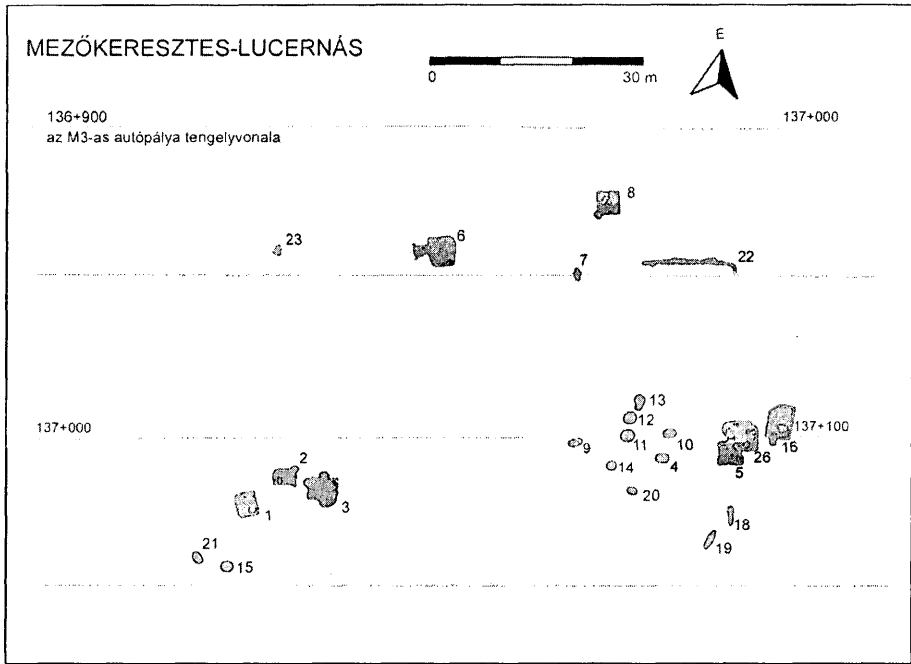 MEZŐKERESZTES-LUCERNÁS
0 30 m
E
136+900 137+000
az M3-as autópálya tengelyvonala
8
23 6
7 22
13
12
137+000 137+100
9 11 10 26 16
2 14 4 5
3 20
1 18
21 19
15